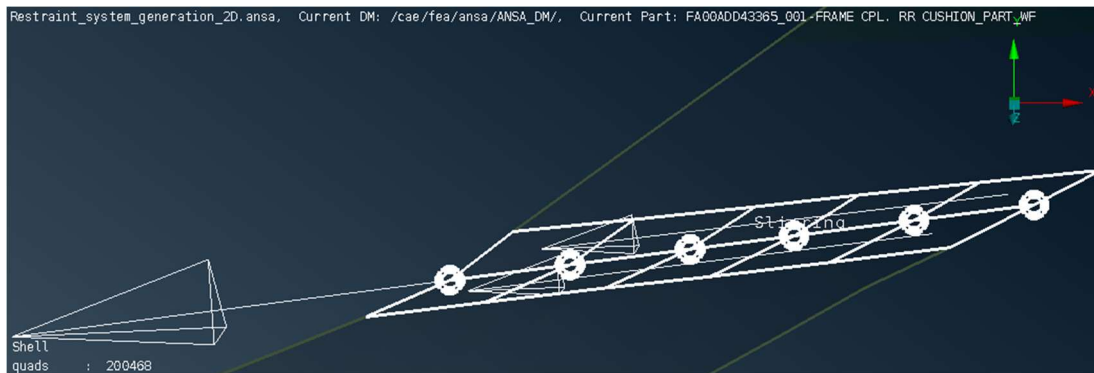 Restraint_system_generation_2D.ansa, Current DM: /cae/fea/ansa/ANSA_DM/, Current Part: FA00ADD43365_001-FRAME CPL. RR CUSHION_PART_WF
Y
X
Z
Slipring
Shell
quads : 200468